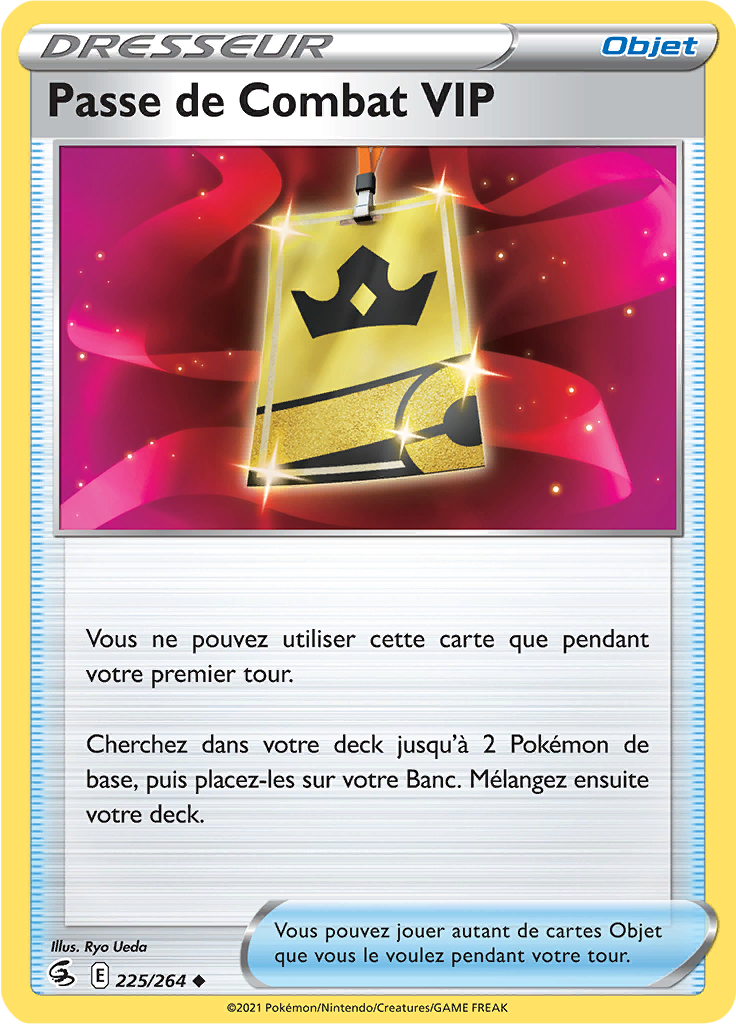 DRESSEUR
Objet
Passe de Combat VIP
Vous ne pouvez utiliser cette carte que pendant
votre premier tour.
Cherchez dans votre deck jusqu'à 2 Pokémon de
base, puis placez-les sur votre Banc. Mélangez ensuite
votre deck.
Vous pouvez jouer autant de cartes Objet
que vous le voulez pendant votre tour.
Illus. Ryo Ueda
E 225/264 ◆
©2021 Pokémon/Nintendo/Creatures/GAME FREAK